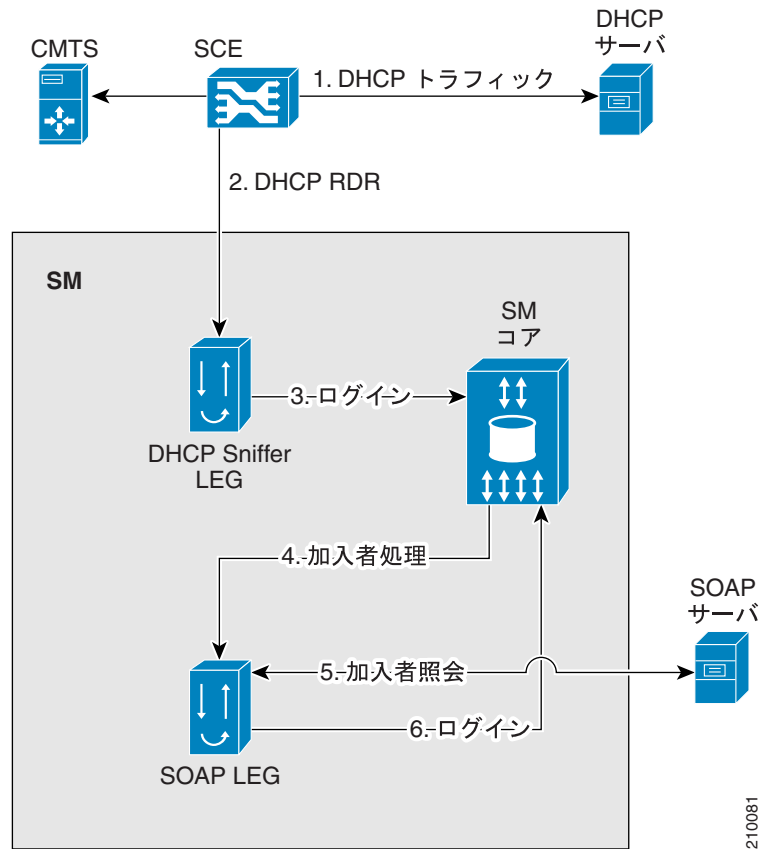 CMTS
SCE
DHCP
サーバ
1. DHCP トラフィック
2. DHCP RDR
SM
SM
コア
3. ログイン
DHCP Sniffer
LEG
4. 加入者処理
SOAP
サーバ
5. 加入者照会
6. ログイン
SOAP LEG
210081